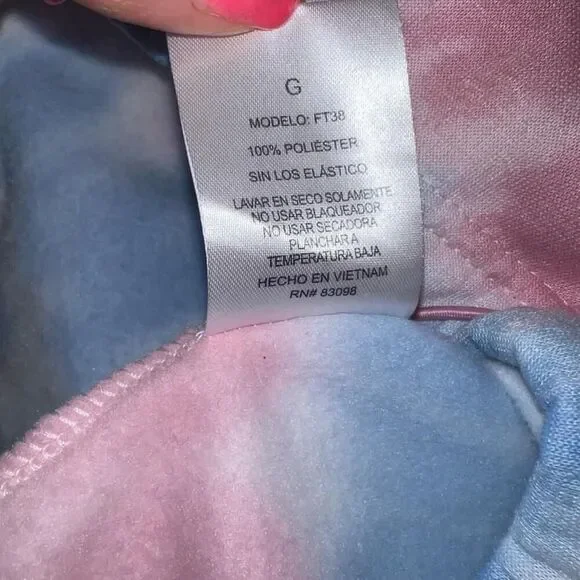 G
MODELO: FT38
100% POLIÉSTER
SIN LOS ELÁSTICO
LAVAR EN SECO SOLAMENTE
NO USAR BLAQUEADOR
NO USAR SECADORA
PLANCHAR A
TEMPERATURA BAJA
HECHO EN VIETNAM
RN# 83098